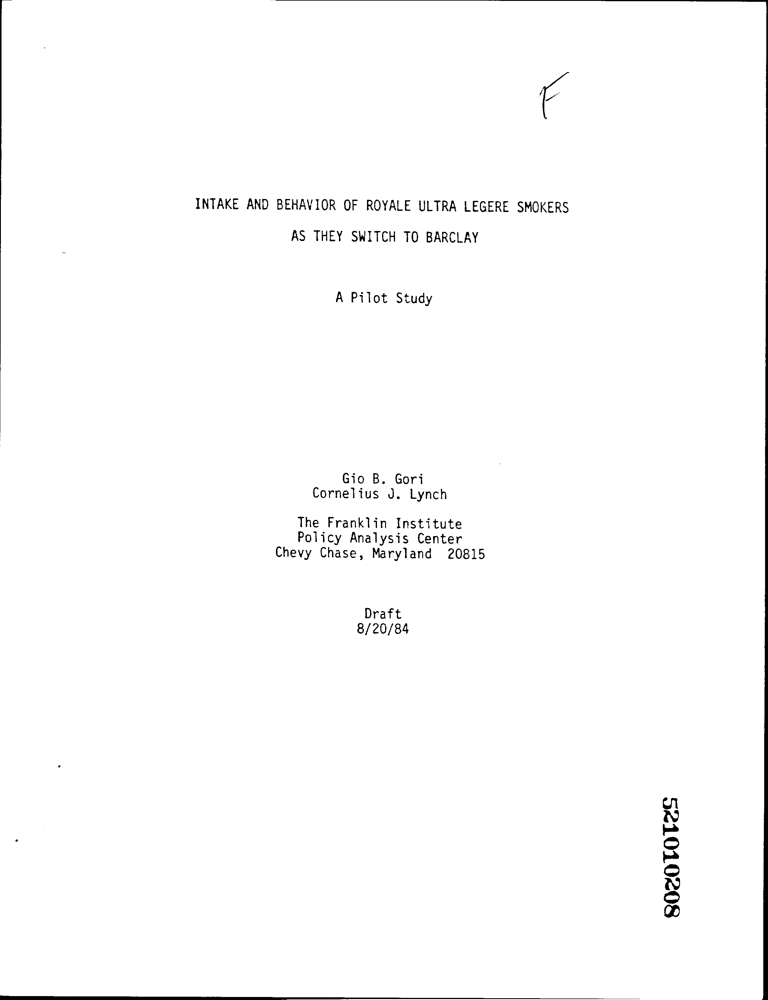 F
INTAKE AND BEHAVIOR OF ROYALE ULTRA LEGERE SMOKERS
AS THEY SWITCH TO BARCLAY
A Pilot Study
Gio B. Gori
Cornelius J. Lynch
The Franklin Institute
Policy Analysis Center
Chevy Chase, Maryland 20815
Draft
8/20/84
521010208